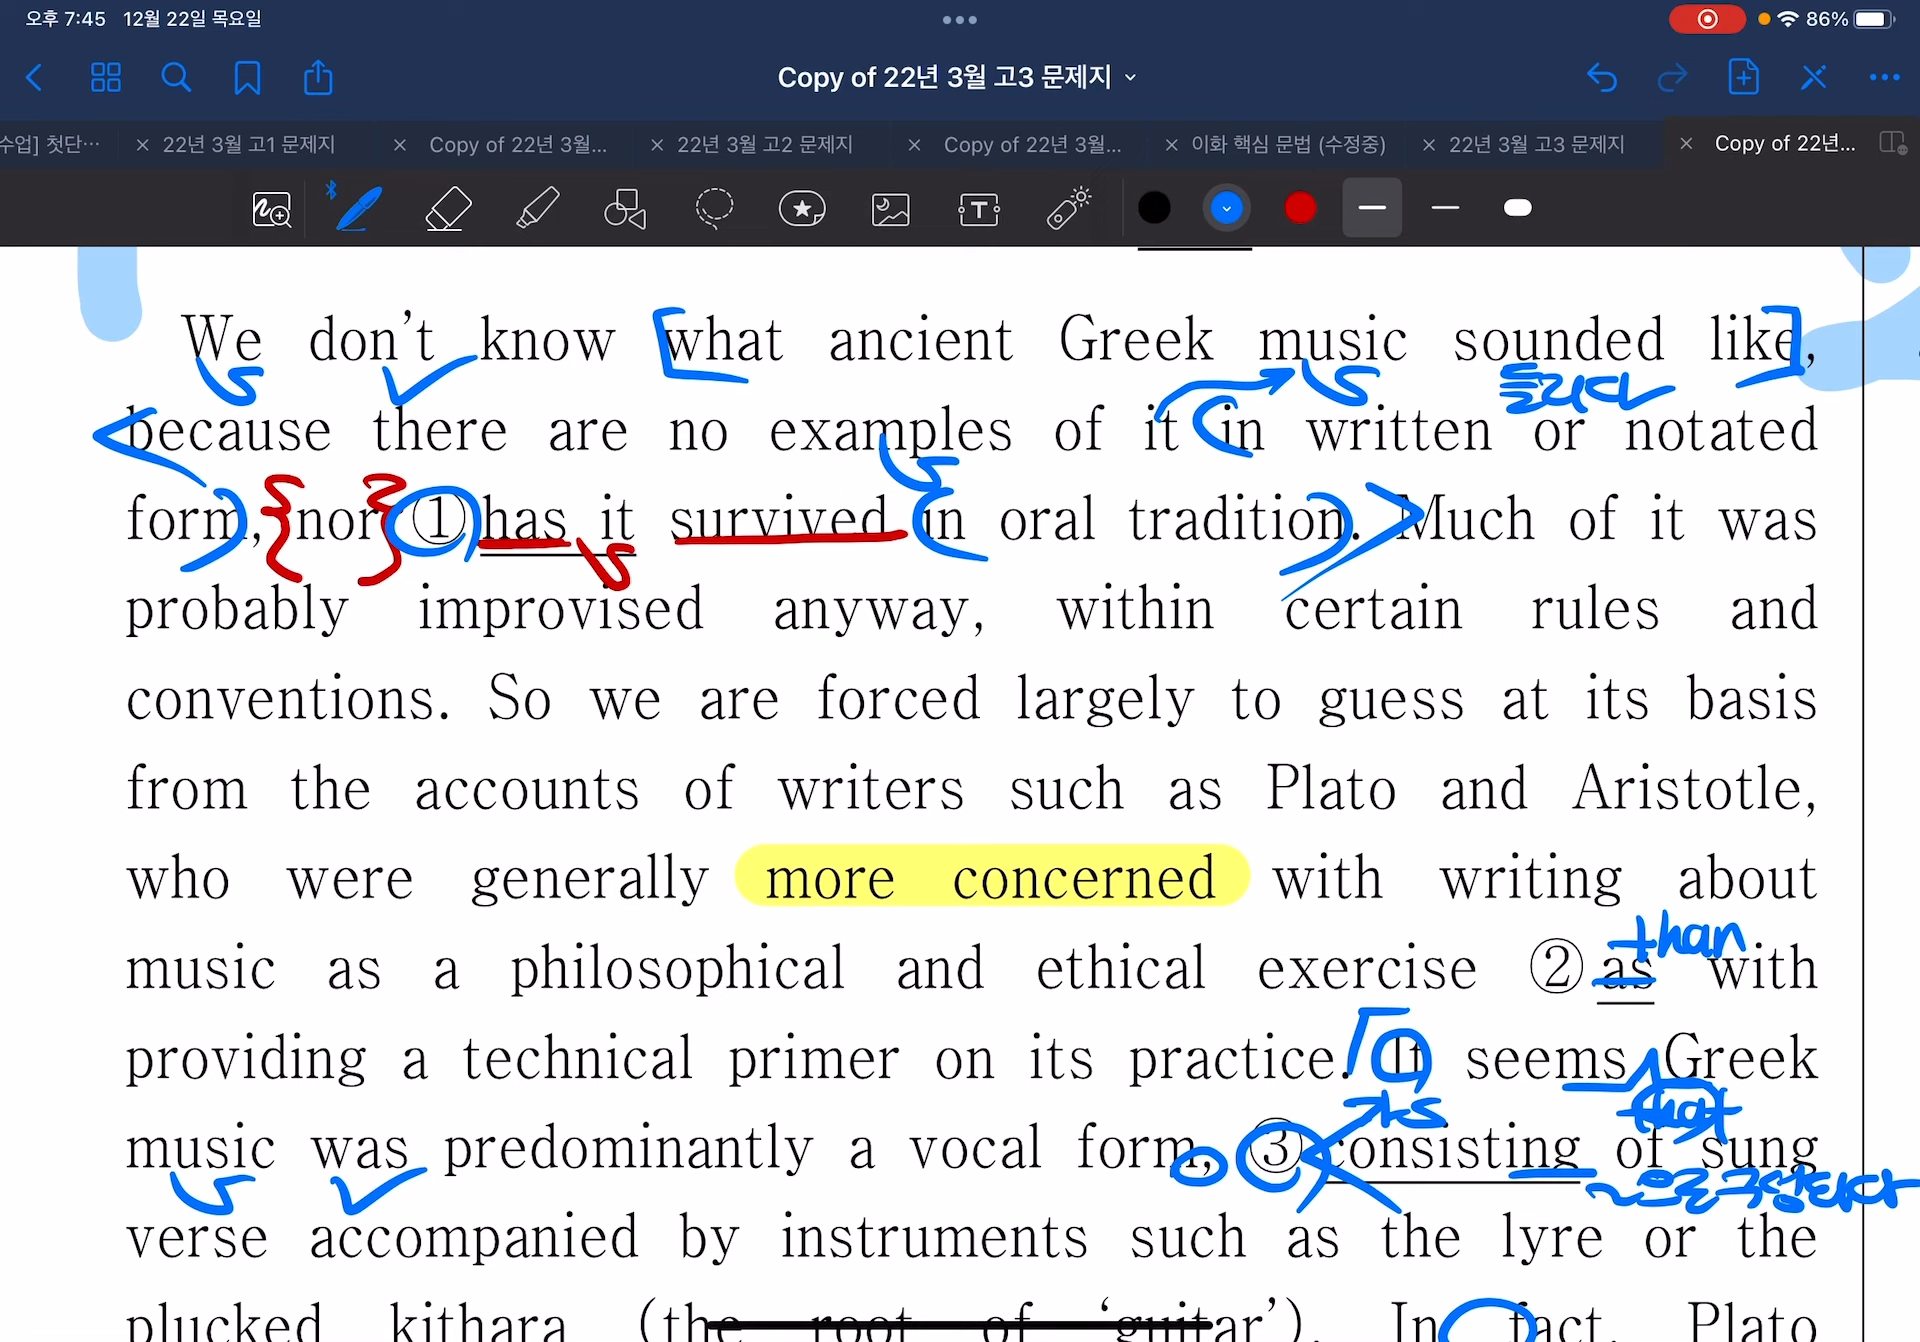 오후 7:45 12월 22일 목요일
86%
Copy of 22년 3월 고3 문제지
수업] 첫단… 22년 3월 고1 문제지 Copy of 22년 3월... 22년 3월 고2 문제지 Copy of 22년 3월... 이화 핵심 문법 (수정중) 22년 3월 고3 문제지 Copy of 22년...
We don't know what ancient Greek music sounded like,
들리다
because there are no examples of it in written or notated
form, nor ① has it survived in oral tradition. Much of it was
probably improvised anyway, within certain rules and
conventions. So we are forced largely to guess at its basis
from the accounts of writers such as Plato and Aristotle,
who were generally more concerned with writing about
than
music as a philosophical and ethical exercise ② as with
providing a technical primer on its practice. It seems Greek
that
music was predominantly a vocal form, ③ consisting of sung
~으로 구성되다
verse accompanied by instruments such as the lyre or the
plucked kithara (the root of 'guitar'). In fact, Plato